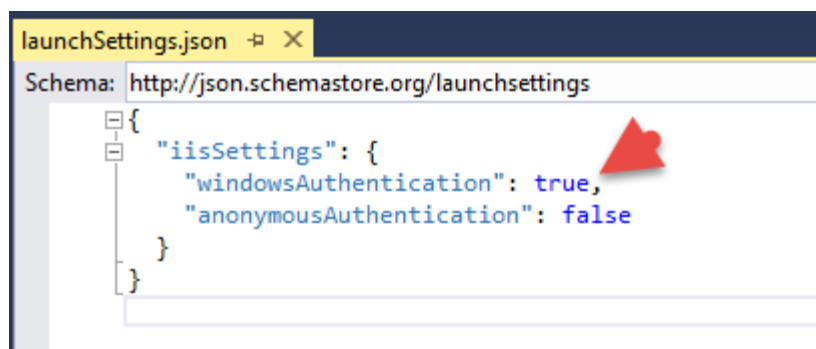 launchSettings.json
Schema: http://json.schemastore.org/launchsettings
{
"iisSettings": {
"windowsAuthentication": true,
"anonymousAuthentication": false
}
}